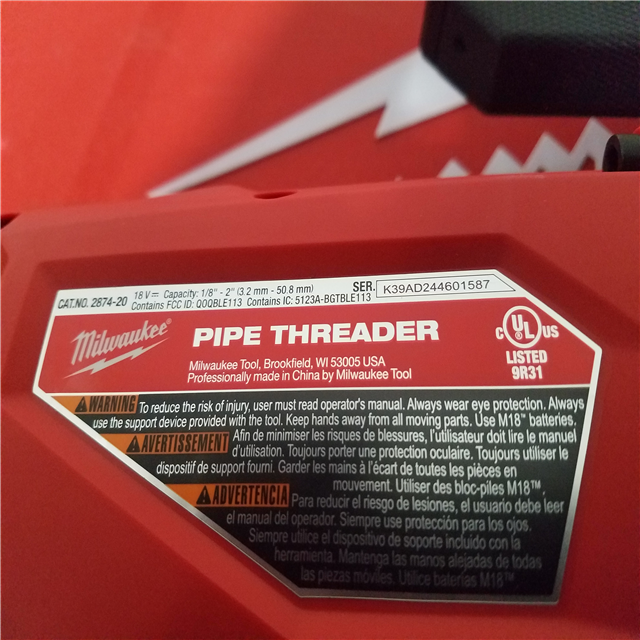 CAT.NO. 2874-20 18 V⎓ Capacity: 1/8" - 2" (3.2 mm - 50.8 mm) SER. K39AD244601587
Contains FCC ID: QOQBLE113 Contains IC: 5123A-BGTBLE113
Milwaukee® PIPE THREADER C UL US
Milwaukee Tool, Brookfield, WI 53005 USA LISTED
Professionally made in China by Milwaukee Tool 9R31
WARNING To reduce the risk of injury, user must read operator's manual. Always wear eye protection. Always
use the support device provided with the tool. Keep hands away from all moving parts. Use M18™ batteries.
AVERTISSEMENT Afin de minimiser les risques de blessures, l'utilisateur doit lire le manuel
d'utilisation. Toujours porter une protection oculaire. Toujours utiliser le
dispositif de support fourni. Garder les mains à l'écart de toutes les pièces en
mouvement. Utiliser des bloc-piles M18™.
ADVERTENCIA Para reducir el riesgo de lesiones, el usuario debe leer
el manual del operador. Siempre use protección para los ojos.
Siempre utilice el dispositivo de soporte incluido con la
herramienta. Mantenga las manos alejadas de todas
las piezas móviles. Utilice baterías M18™